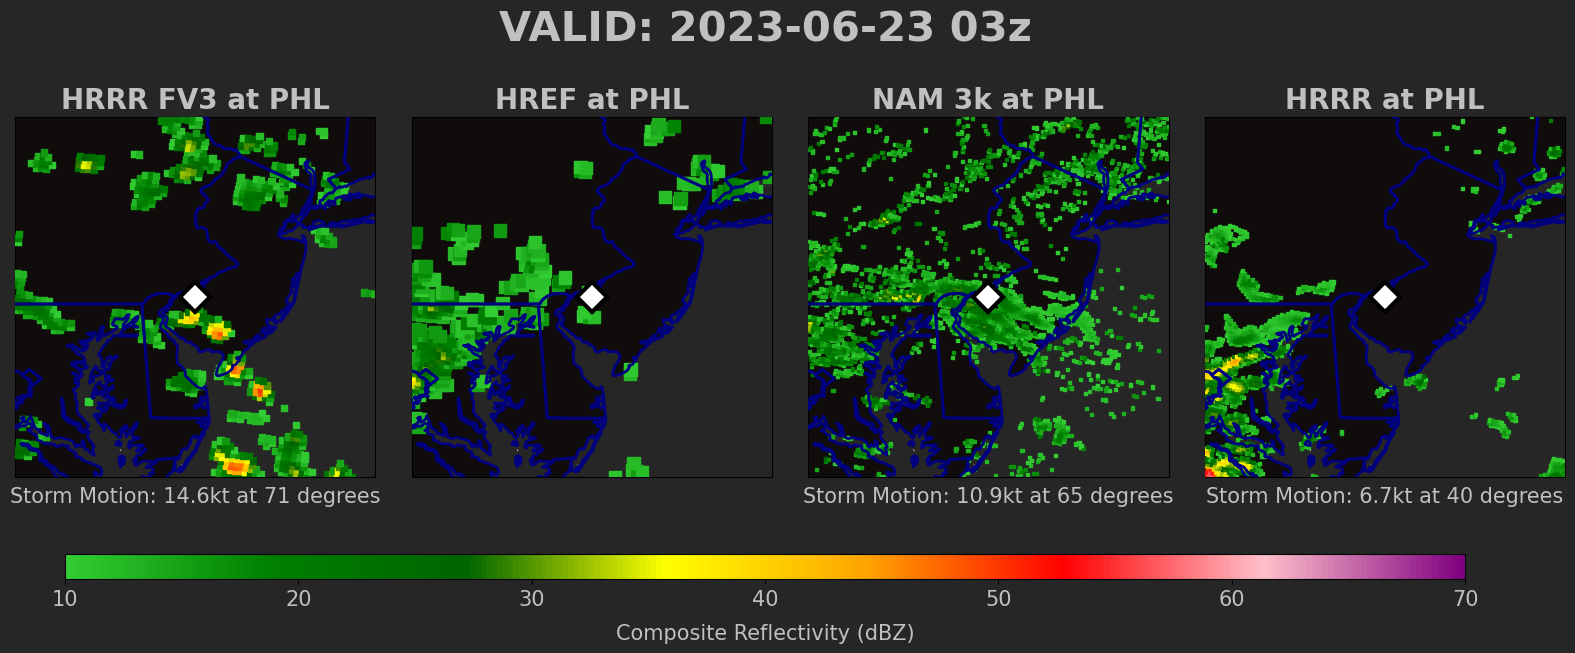 VALID: 2023-06-23 03z
HRRR FV3 at PHL
HREF at PHL
NAM 3k at PHL
HRRR at PHL
Storm Motion: 14.6kt at 71 degrees
Storm Motion: 10.9kt at 65 degrees
Storm Motion: 6.7kt at 40 degrees
10 20 30 40 50 60 70
Composite Reflectivity (dBZ)